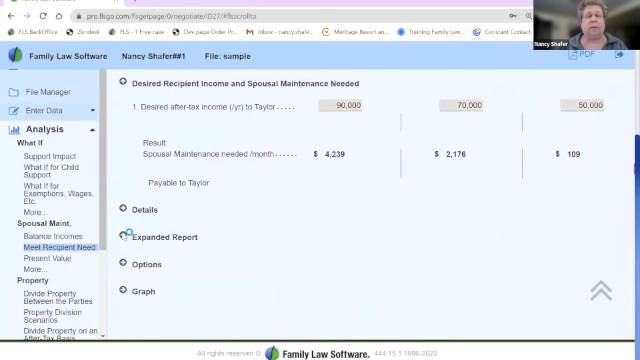 pro.flsgo.com/flsgetpage/0/negotiate/ID27/#flsscrollto
FLS BackOffice
Zendesk
FLS - 1 Free case
Dev page Order P...
Inbox - nancy.shafe...
Meritage Resort an...
Training Family Law...
Constant Contact
Nancy Shafer
Family Law Software
Nancy Shafer##1
File: sample
PDF
File Manager
Enter Data
Analysis
What If
Support Impact
What If for Child
Support
What If for
Exemptions, Wages,
Etc.
More...
Spousal Maint.
Balance Incomes
Meet Recipient Need
Present Value
More...
Property
Divide Property
Between the Parties
Property Division
Scenarios
Divide Property on an
After-Tax Basis
Desired Recipient Income and Spousal Maintenance Needed
1. Desired after-tax income (/yr) to Taylor ..... 90,000 70,000 50,000
Result:
Spousal Maintenance needed /month ...... $ 4,239 $ 2,176 $ 109
Payable to Taylor
Details
Expanded Report
Options
Graph
All rights reserved © Family Law Software. 444.15.1 1996-2022